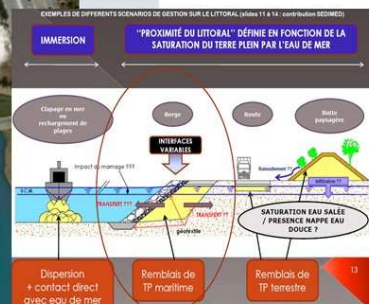 EXEMPLES DE DIFFERENTS SCENARIOS DE GESTION SUR LE LITTORAL (slides 11 à 14 : contribution SEDIMED)
IMMERSION
"PROXIMITÉ DU LITTORAL" DÉFINIE EN FONCTION DE LA
SATURATION DU TERRE PLEIN PAR L'EAU DE MER
Clapage en mer
ou
rechargement de
plages
Berge
Route
Butte
paysagère
INTERFACES
VARIABLES
Impact du marnage ???
Ruissellement ??
Infiltration ??
TRANSFERT ???
TRANSFERT ??
géotextile
SATURATION EAU SALÉE
/ PRESENCE NAPPE EAU
DOUCE ?
Dispersion
+ contact direct
avec eau de mer
Remblais de
TP maritime
Remblais de
TP terrestre
13